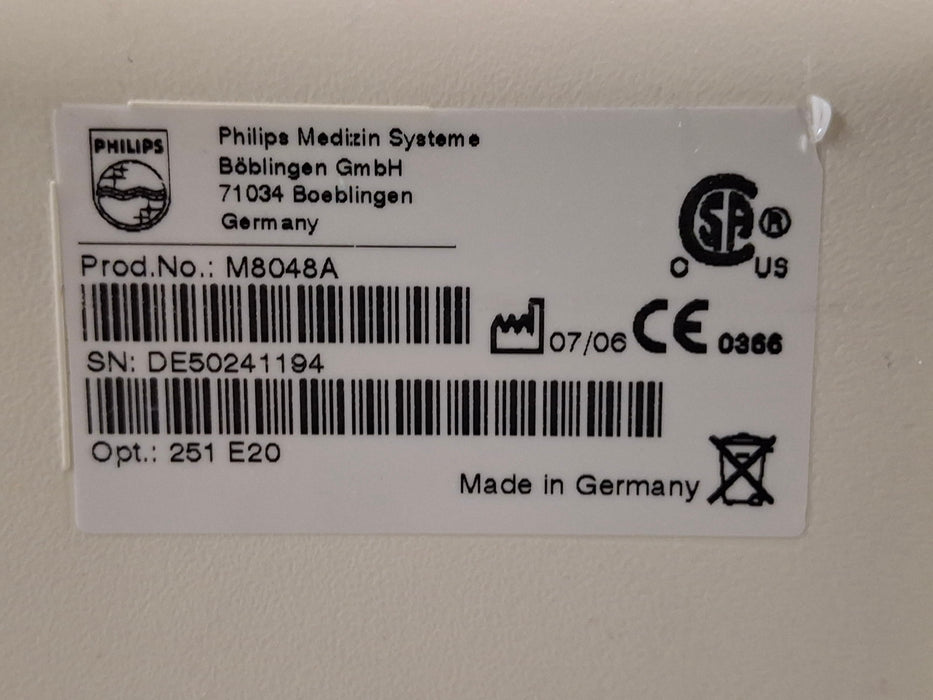 PHILIPS
Philips Medizin Systeme
Böblingen GmbH
71034 Boeblingen
Germany
Prod.No.: M8048A
SN: DE50241194
Opt.: 251 E20
07/06
CE 0366
CSA ®
C US
Made in Germany